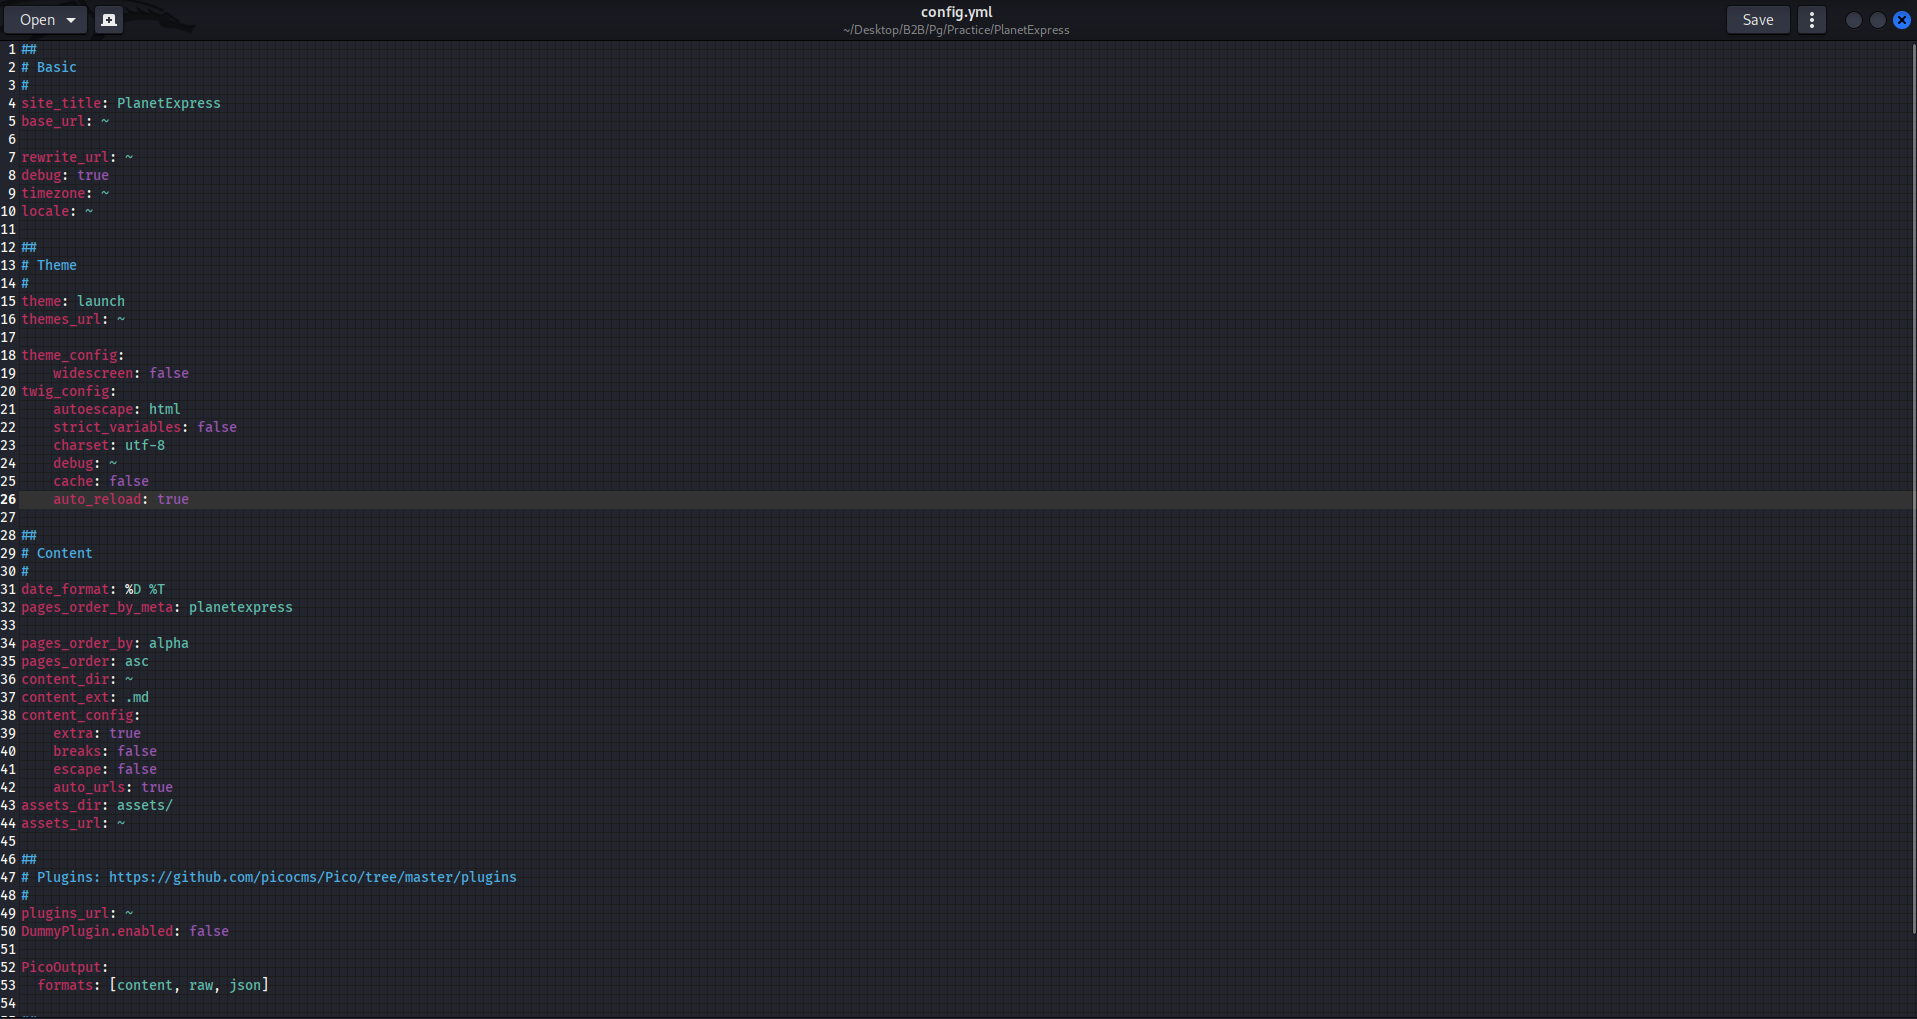 Open
config.yml
~/Desktop/B2B/Pg/Practice/PlanetExpress
Save
1 ##
2 # Basic
3 #
4 site_title: PlanetExpress
5 base_url: ~
6
7 rewrite_url: ~
8 debug: true
9 timezone: ~
10 locale: ~
11
12 ##
13 # Theme
14 #
15 theme: launch
16 themes_url: ~
17
18 theme_config:
19     widescreen: false
20 twig_config:
21     autoescape: html
22     strict_variables: false
23     charset: utf-8
24     debug: ~
25     cache: false
26     auto_reload: true
27
28 ##
29 # Content
30 #
31 date_format: %D %T
32 pages_order_by_meta: planetexpress
33
34 pages_order_by: alpha
35 pages_order: asc
36 content_dir: ~
37 content_ext: .md
38 content_config:
39     extra: true
40     breaks: false
41     escape: false
42     auto_urls: true
43 assets_dir: assets/
44 assets_url: ~
45
46 ##
47 # Plugins: https://github.com/picocms/Pico/tree/master/plugins
48 #
49 plugins_url: ~
50 DummyPlugin.enabled: false
51
52 PicoOutput:
53   formats: [content, raw, json]
54